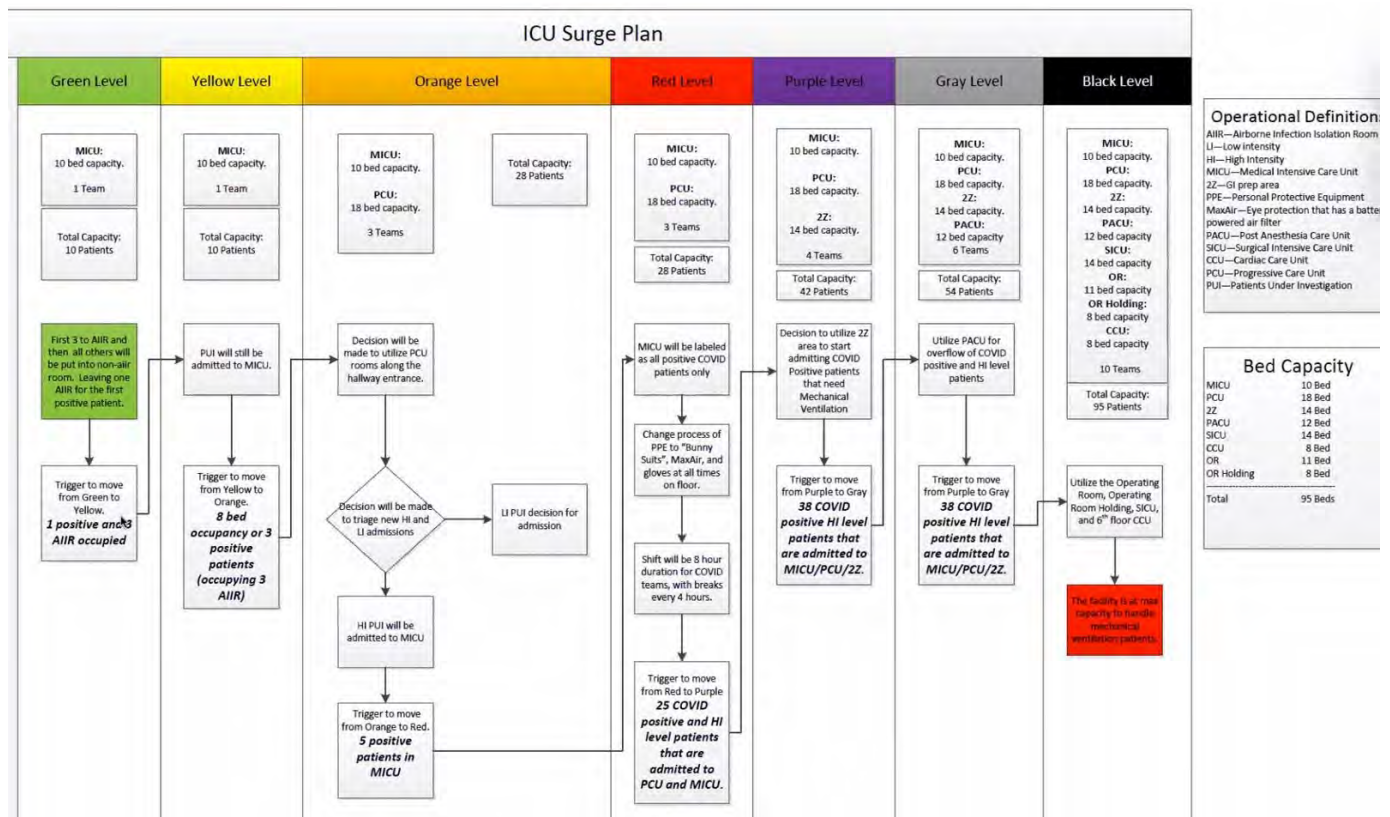 ICU Surge Plan
Green Level
Yellow Level
Orange Level
Red Level
Purple Level
Gray Level
Black Level
MICU:
10 bed capacity.
1 Team
Total Capacity:
10 Patients
First 3 to AIIR and
then all others will
be put into non-aiir
room. Leaving one
AIIR for the first
positive patient.
Trigger to move
from Green to
Yellow.
1 positive and 3
AIIR occupied
MICU:
10 bed capacity.
1 Team
Total Capacity:
10 Patients
PUI will still be
admitted to MICU.
Trigger to move
from Yellow to
Orange.
8 bed
occupancy or 3
positive
patients
(occupying 3
AIIR)
MICU:
10 bed capacity.
PCU:
18 bed capacity.
3 Teams
Total Capacity:
28 Patients
Decision will be
made to utilize PCU
rooms along the
hallway entrance.
Decision will be made
to triage new HI and
LI admissions
LI PUI decision for
admission
HI PUI will be
admitted to MICU
Trigger to move
from Orange to Red.
5 positive
patients in
MICU
MICU:
10 bed capacity.
PCU:
18 bed capacity.
3 Teams
Total Capacity:
28 Patients
MICU will be labeled
as all positive COVID
patients only
Change process of
PPE to "Bunny
Suits", MaxAir, and
gloves at all times
on floor.
Shift will be 8 hour
duration for COVID
teams, with breaks
every 4 hours.
Trigger to move
from Red to Purple
25 COVID
positive and HI
level patients
that are
admitted to
PCU and MICU.
MICU:
10 bed capacity.
PCU:
18 bed capacity.
2Z:
14 bed capacity.
4 Teams
Total Capacity:
42 Patients
Decision to utilize 2Z
area to start
admitting COVID
Positive patients
that need
Mechanical
Ventilation
Trigger to move
from Purple to Gray
38 COVID
positive HI level
patients that
are admitted to
MICU/PCU/2Z.
MICU:
10 bed capacity.
PCU:
18 bed capacity.
2Z:
14 bed capacity.
PACU:
12 bed capacity
6 Teams
Total Capacity:
54 Patients
Utilize PACU for
overflow of COVID
positive and HI level
patients
Trigger to move
from Purple to Gray
38 COVID
positive HI level
patients that
are admitted to
MICU/PCU/2Z.
MICU:
10 bed capacity.
PCU:
18 bed capacity.
2Z:
14 bed capacity.
PACU:
12 bed capacity
SICU:
14 bed capacity
OR:
11 bed capacity
OR Holding:
8 bed capacity
CCU:
8 bed capacity
10 Teams
Total Capacity:
95 Patients
Utilize the Operating
Room, Operating
Room Holding, SICU,
and 6th floor CCU
The facility is at max
capacity to handle
mechanical
ventilation patients.
Operational Definitions
AIIR—Airborne Infection Isolation Room
LI—Low intensity
HI—High Intensity
MICU—Medical Intensive Care Unit
2Z—GI prep area
PPE—Personal Protective Equipment
MaxAir—Eye protection that has a batte
powered air filter
PACU—Post Anesthesia Care Unit
SICU—Surgical Intensive Care Unit
CCU—Cardiac Care Unit
PCU—Progressive Care Unit
PUI—Patients Under Investigation
Bed Capacity
MICU 10 Bed
PCU 18 Bed
2Z 14 Bed
PACU 12 Bed
SICU 14 Bed
CCU 8 Bed
OR 11 Bed
OR Holding 8 Bed
Total 95 Beds